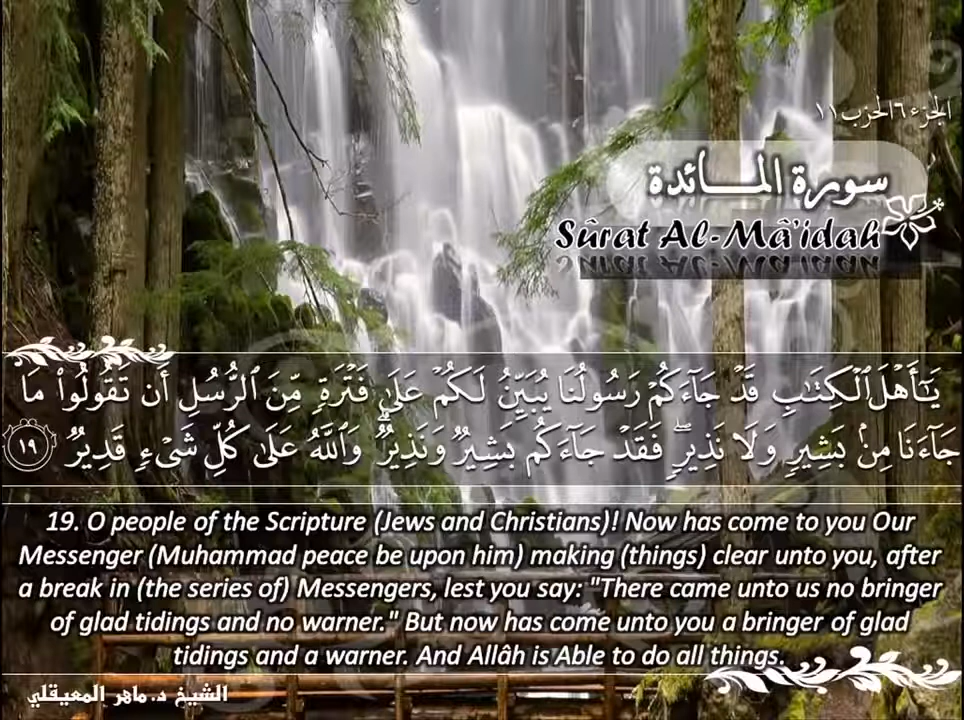 الجزء ٦ الحزب ١١
سورة المائدة
Sûrat Al-Mâ'idah
يَـٰٓأَهْلَ ٱلْكِتَـٰبِ قَدْ جَآءَكُمْ رَسُولُنَا يُبَيِّنُ لَكُمْ عَلَىٰ فَتْرَةٍ مِّنَ ٱلرُّسُلِ أَن تَقُولُوا۟ مَا
جَآءَنَا مِنۢ بَشِيرٍ وَلَا نَذِيرٍ ۖ فَقَدْ جَآءَكُم بَشِيرٌ وَنَذِيرٌ ۗ وَٱللَّهُ عَلَىٰ كُلِّ شَىْءٍ قَدِيرٌ ١٩
19. O people of the Scripture (Jews and Christians)! Now has come to you Our
Messenger (Muhammad peace be upon him) making (things) clear unto you, after
a break in (the series of) Messengers, lest you say: "There came unto us no bringer
of glad tidings and no warner." But now has come unto you a bringer of glad
tidings and a warner. And Allâh is Able to do all things.
الشيخ د. ماهر المعيقلي